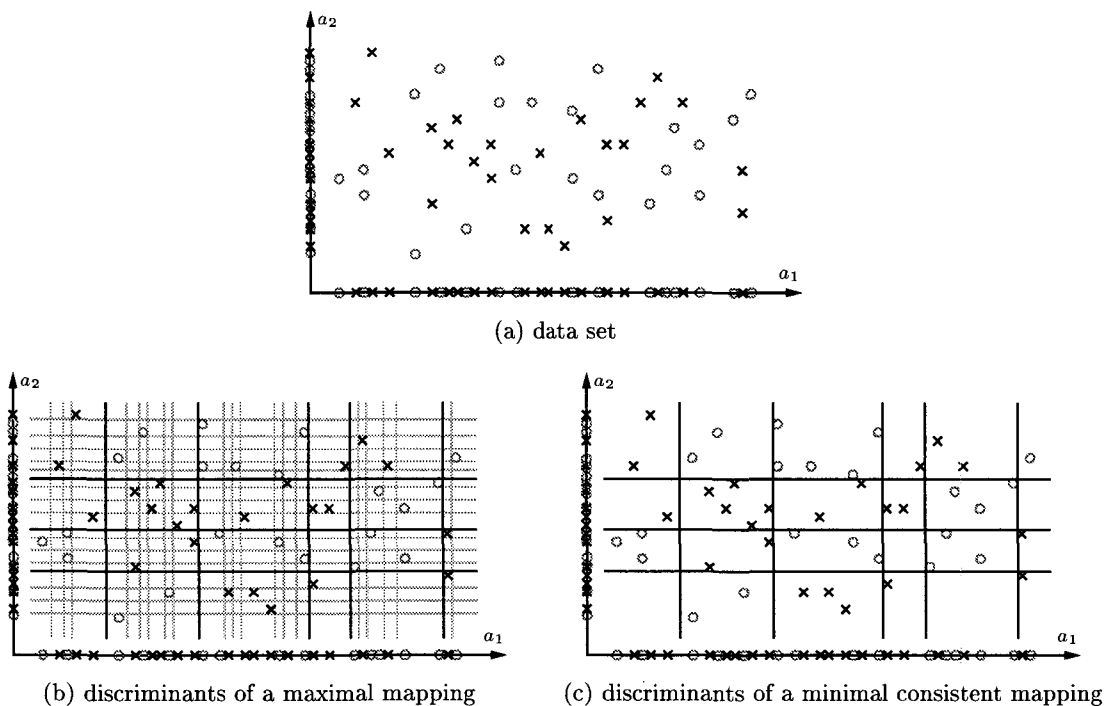 a₂
a₁
(a) data set
a₂
a₁
(b) discriminants of a maximal mapping
a₂
a₁
(c) discriminants of a minimal consistent mapping